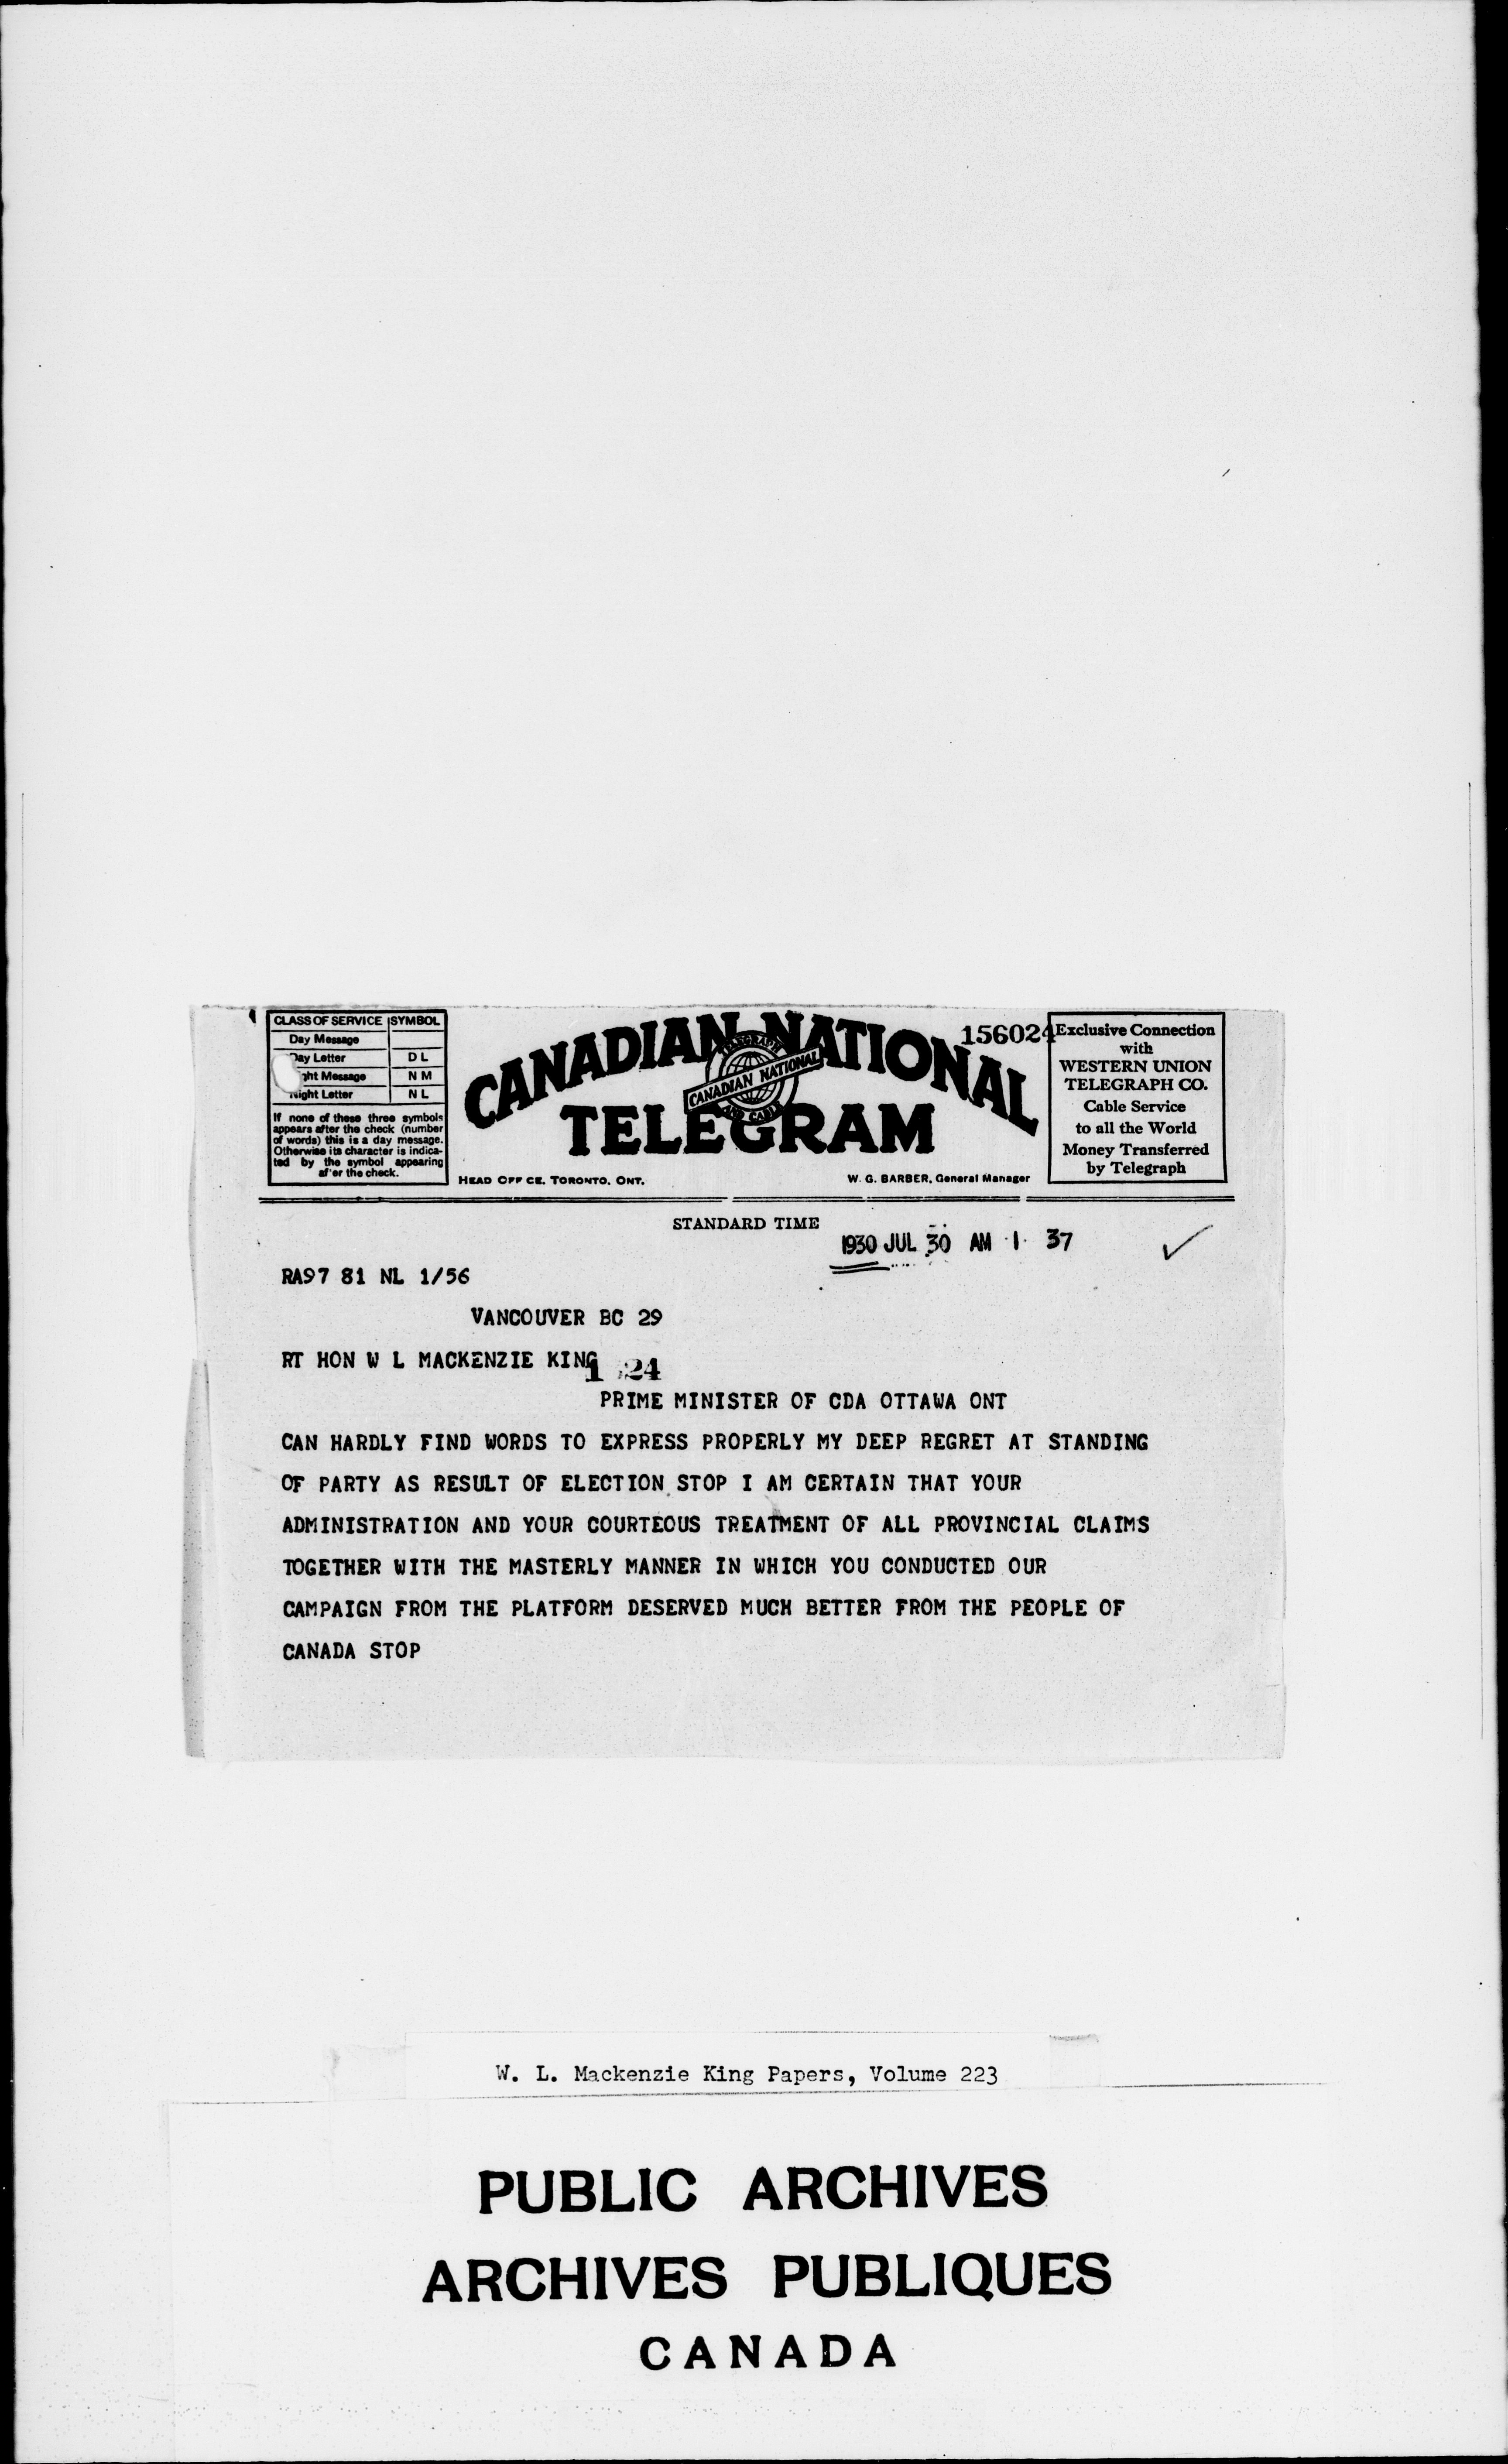 CLASS OF SERVICE SYMBOL
Day Message
Day Letter D L
Night Message N M
Night Letter N L
If none of these three symbols
appears after the check (number
of words) this is a day message.
Otherwise its character is indica-
ted by the symbol appearing
after the check.
CANADIAN NATIONAL
TELEGRAM
TELEGRAPH
CANADIAN NATIONAL
AND CABLE
156024
HEAD OFFICE, TORONTO, ONT.
W. G. BARBER, General Manager
Exclusive Connection
with
WESTERN UNION
TELEGRAPH CO.
Cable Service
to all the World
Money Transferred
by Telegraph
STANDARD TIME
1930 JUL 30 AM 1 37
RA97 81 NL 1/56
VANCOUVER BC 29
RT HON W L MACKENZIE KING
1 24
PRIME MINISTER OF CDA OTTAWA ONT
CAN HARDLY FIND WORDS TO EXPRESS PROPERLY MY DEEP REGRET AT STANDING
OF PARTY AS RESULT OF ELECTION STOP I AM CERTAIN THAT YOUR
ADMINISTRATION AND YOUR COURTEOUS TREATMENT OF ALL PROVINCIAL CLAIMS
TOGETHER WITH THE MASTERLY MANNER IN WHICH YOU CONDUCTED OUR
CAMPAIGN FROM THE PLATFORM DESERVED MUCH BETTER FROM THE PEOPLE OF
CANADA STOP
W. L. Mackenzie King Papers, Volume 223
PUBLIC ARCHIVES
ARCHIVES PUBLIQUES
CANADA